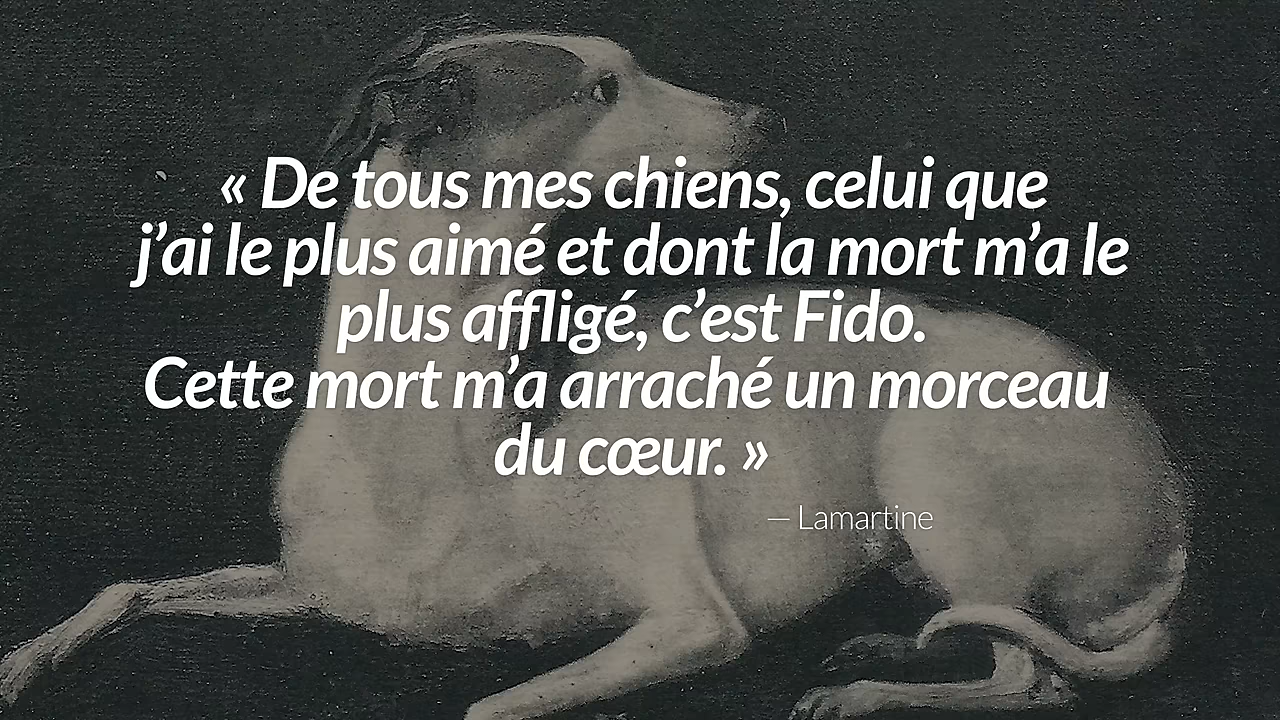 « De tous mes chiens, celui que
j’ai le plus aimé et dont la mort m’a le
plus affligé, c’est Fido.
Cette mort m’a arraché un morceau
du cœur. »
— Lamartine